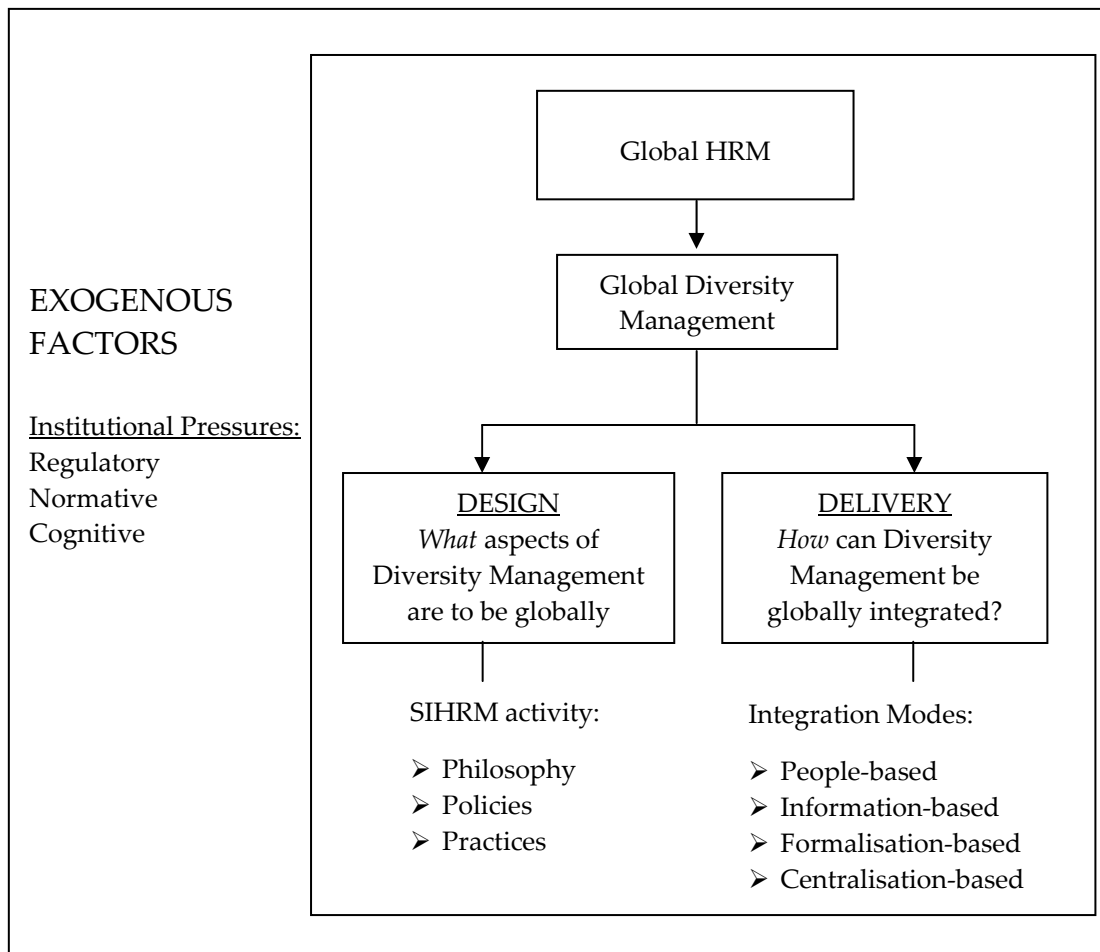 Global HRM
Global Diversity
Management
EXOGENOUS
FACTORS
Institutional Pressures:
Regulatory
Normative
Cognitive
DESIGN
What aspects of
Diversity Management
are to be globally
DELIVERY
How can Diversity
Management be
globally integrated?
SIHRM activity:
➢ Philosophy
➢ Policies
➢ Practices
Integration Modes:
➢ People-based
➢ Information-based
➢ Formalisation-based
➢ Centralisation-based